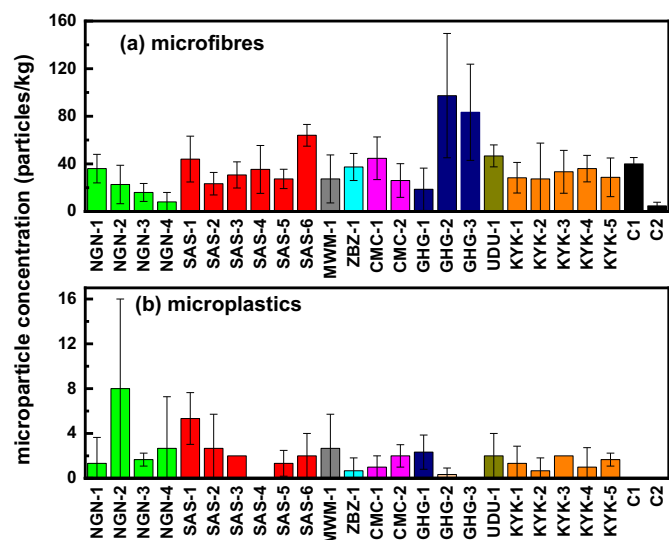 microparticle concentration (particles/kg)
(a) microfibres
160
120
80
40
0
NGN-1
NGN-2
NGN-3
NGN-4
SAS-1
SAS-2
SAS-3
SAS-4
SAS-5
SAS-6
MWM-1
ZBZ-1
CMC-1
CMC-2
GHG-1
GHG-2
GHG-3
UDU-1
KYK-1
KYK-2
KYK-3
KYK-4
KYK-5
C1
C2
(b) microplastics
16
12
8
4
0
NGN-1
NGN-2
NGN-3
NGN-4
SAS-1
SAS-2
SAS-3
SAS-4
SAS-5
SAS-6
MWM-1
ZBZ-1
CMC-1
CMC-2
GHG-1
GHG-2
GHG-3
UDU-1
KYK-1
KYK-2
KYK-3
KYK-4
KYK-5
C1
C2